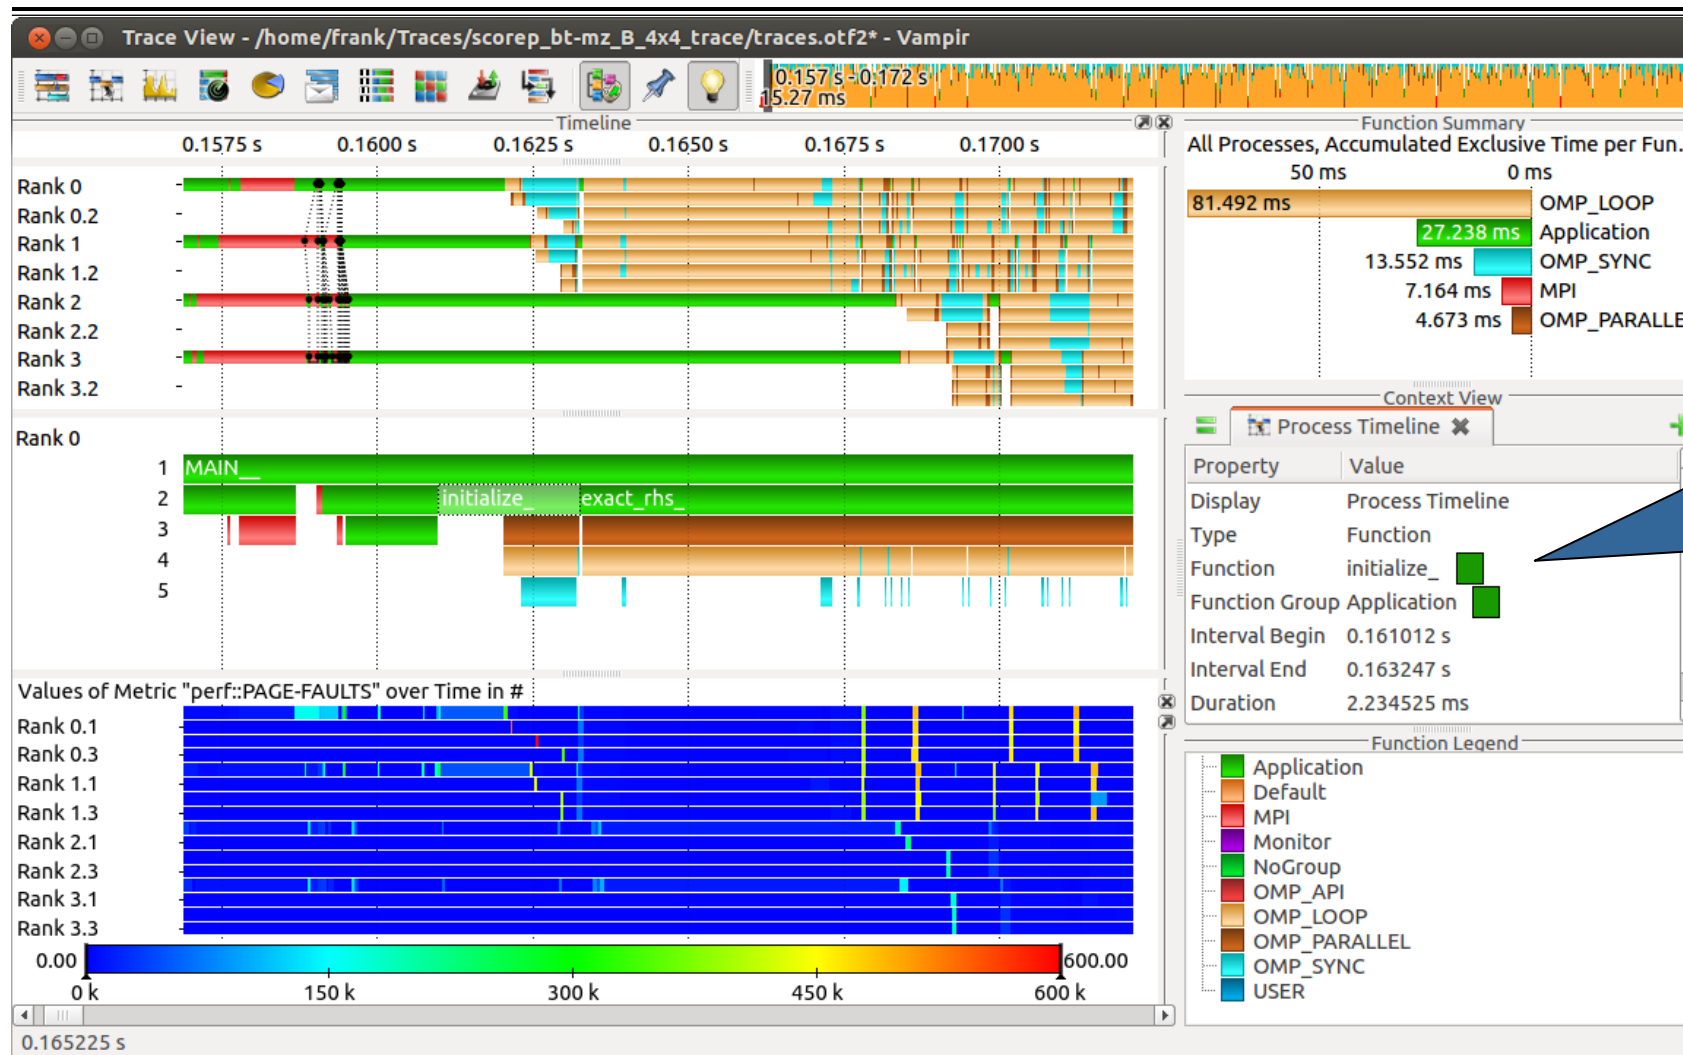 Trace View - /home/frank/Traces/scorep_bt-mz_B_4x4_trace/traces.otf2* - Vampir
0.157 s - 0.172 s
15.27 ms
Timeline
0.1575 s 0.1600 s 0.1625 s 0.1650 s 0.1675 s 0.1700 s
Rank 0
Rank 0.2
Rank 1
Rank 1.2
Rank 2
Rank 2.2
Rank 3
Rank 3.2
Rank 0
1 MAIN__
2 initialize_ exact_rhs_
3
4
5
Values of Metric "perf::PAGE-FAULTS" over Time in #
Rank 0.1
Rank 0.3
Rank 1.1
Rank 1.3
Rank 2.1
Rank 2.3
Rank 3.1
Rank 3.3
0.00 600.00
0 k 150 k 300 k 450 k 600 k
0.165225 s
Function Summary
All Processes, Accumulated Exclusive Time per Fun.
50 ms 0 ms
81.492 ms OMP_LOOP
27.238 ms Application
13.552 ms OMP_SYNC
7.164 ms MPI
4.673 ms OMP_PARALLE
Context View
Process Timeline
Property Value
Display Process Timeline
Type Function
Function initialize_
Function Group Application
Interval Begin 0.161012 s
Interval End 0.163247 s
Duration 2.234525 ms
Function Legend
Application
Default
MPI
Monitor
NoGroup
OMP_API
OMP_LOOP
OMP_PARALLEL
OMP_SYNC
USER